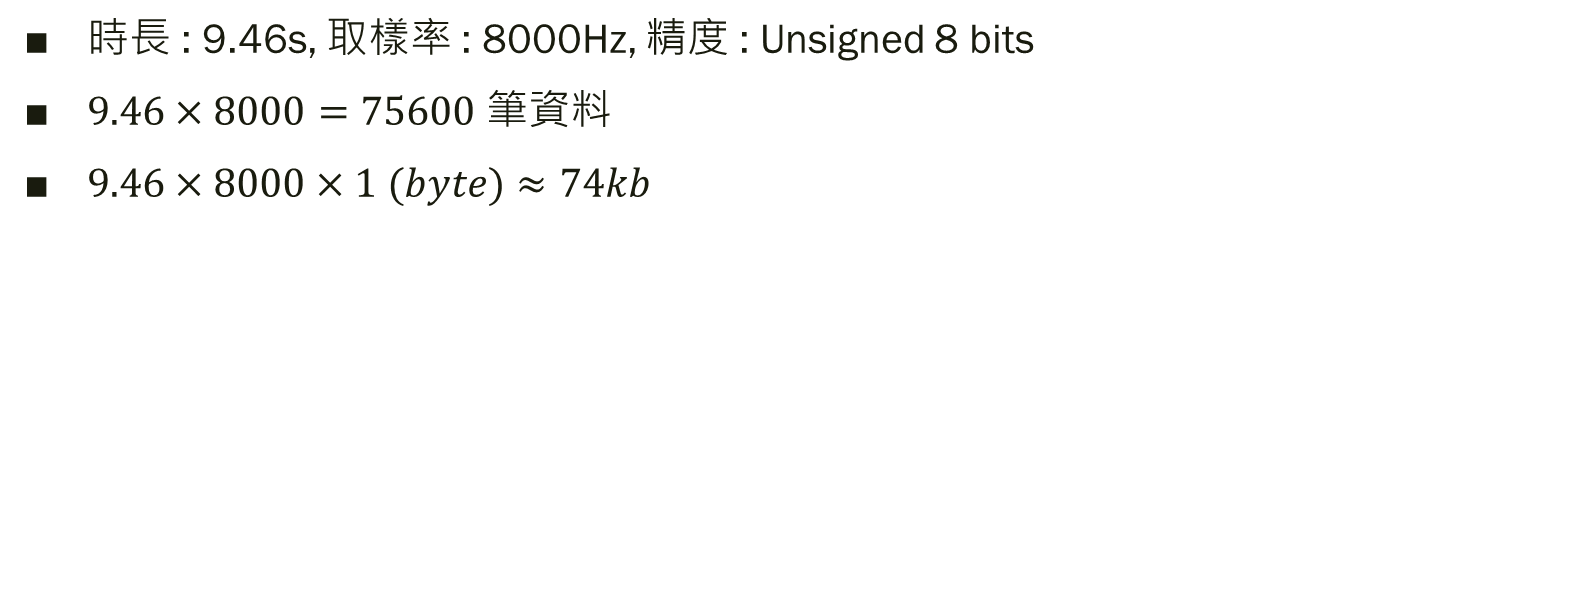 ■ 時長 : 9.46s, 取樣率 : 8000Hz, 精度 : Unsigned 8 bits
■ 9.46 × 8000 = 75600 筆資料
■ 9.46 × 8000 × 1 (byte) ≈ 74kb